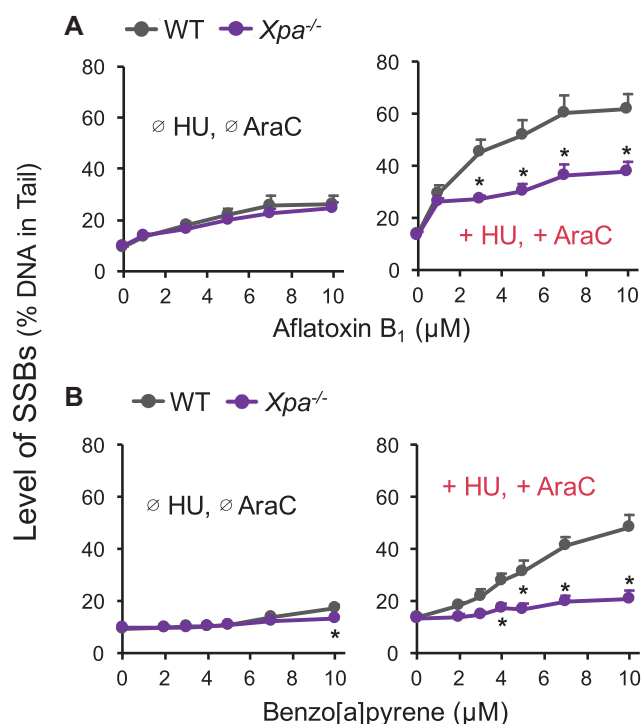 A
WT Xpa-/-
Level of SSBs (% DNA in Tail)
80
60
40
20
0
∅ HU, ∅ AraC
0 2 4 6 8 10
80
60
40
20
0
* * * *
+ HU, + AraC
0 2 4 6 8 10
Aflatoxin B1 (µM)
B
WT Xpa-/-
80
60
40
20
0
∅ HU, ∅ AraC
*
0 2 4 6 8 10
80
60
40
20
0
+ HU, + AraC
* * * *
0 2 4 6 8 10
Benzo[a]pyrene (µM)